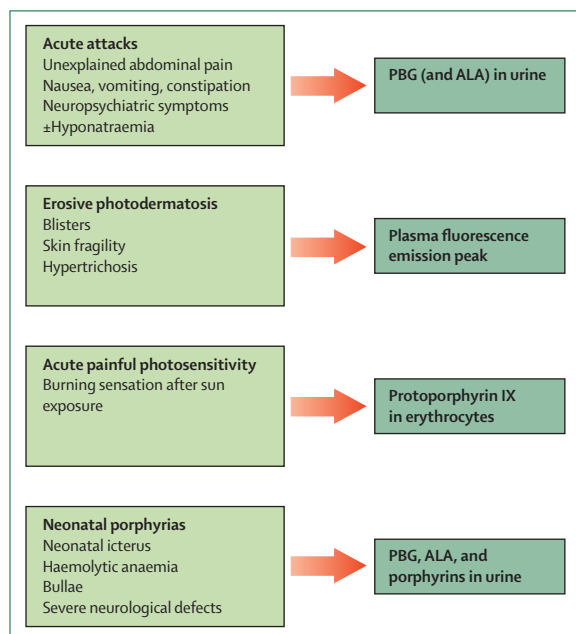 Acute attacks
Unexplained abdominal pain
Nausea, vomiting, constipation
Neuropsychiatric symptoms
±Hyponatraemia
PBG (and ALA) in urine
Erosive photodermatosis
Blisters
Skin fragility
Hypertrichosis
Plasma fluorescence
emission peak
Acute painful photosensitivity
Burning sensation after sun
exposure
Protoporphyrin IX
in erythrocytes
Neonatal porphyrias
Neonatal icterus
Haemolytic anaemia
Bullae
Severe neurological defects
PBG, ALA, and
porphyrins in urine